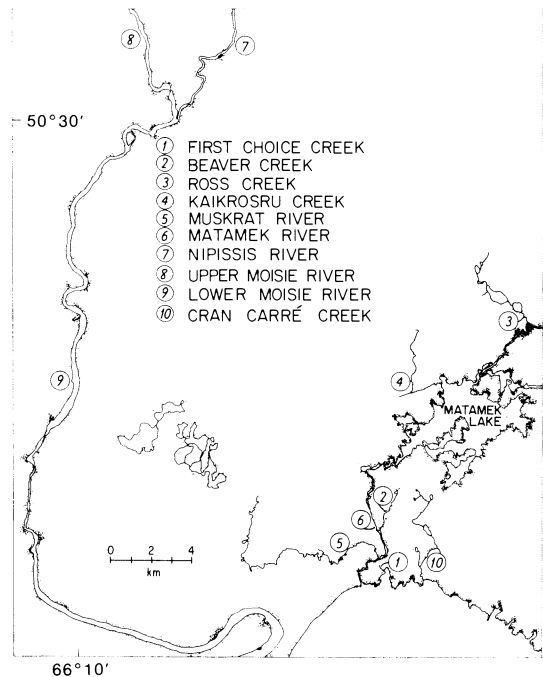 8
7
50°30'
1 FIRST CHOICE CREEK
2 BEAVER CREEK
3 ROSS CREEK
4 KAIKROSRU CREEK
5 MUSKRAT RIVER
6 MATAMEK RIVER
7 NIPISSIS RIVER
8 UPPER MOISIE RIVER
9 LOWER MOISIE RIVER
10 CRAN CARRÉ CREEK
3
9
4
MATAMEK
LAKE
2
6
5
1
10
0 2 4
km
66°10'